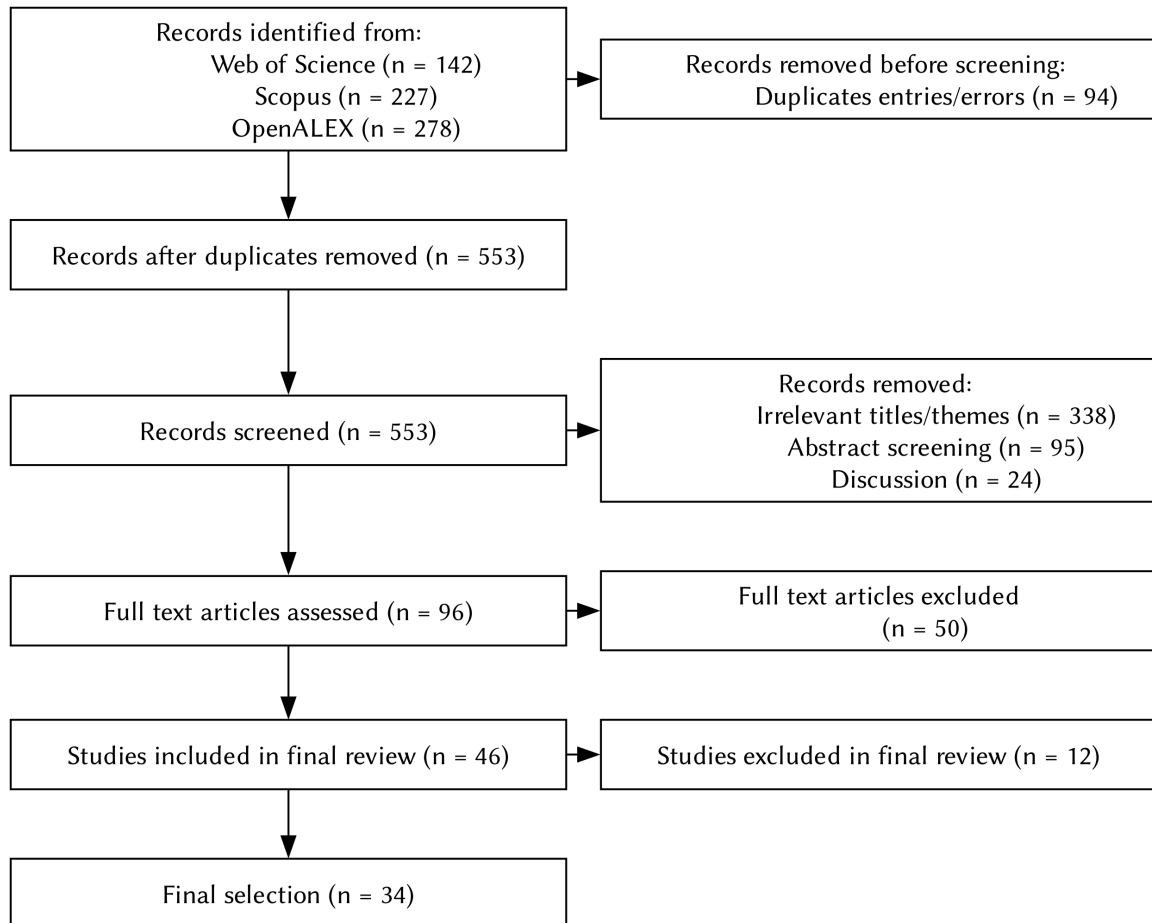 Records identified from:
Web of Science (n = 142)
Scopus (n = 227)
OpenALEX (n = 278)
Records removed before screening:
Duplicates entries/errors (n = 94)
Records after duplicates removed (n = 553)
Records screened (n = 553)
Records removed:
Irrelevant titles/themes (n = 338)
Abstract screening (n = 95)
Discussion (n = 24)
Full text articles assessed (n = 96)
Full text articles excluded
(n = 50)
Studies included in final review (n = 46)
Studies excluded in final review (n = 12)
Final selection (n = 34)